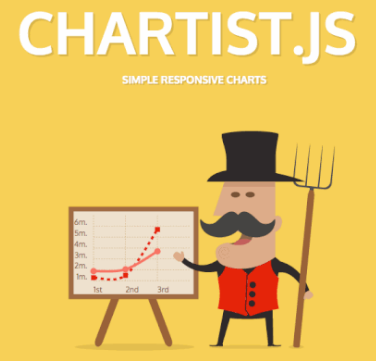 CHARTIST.JS
SIMPLE RESPONSIVE CHARTS
6m.
5m.
4m.
3m.
2m.
1m.
1st 2nd 3rd